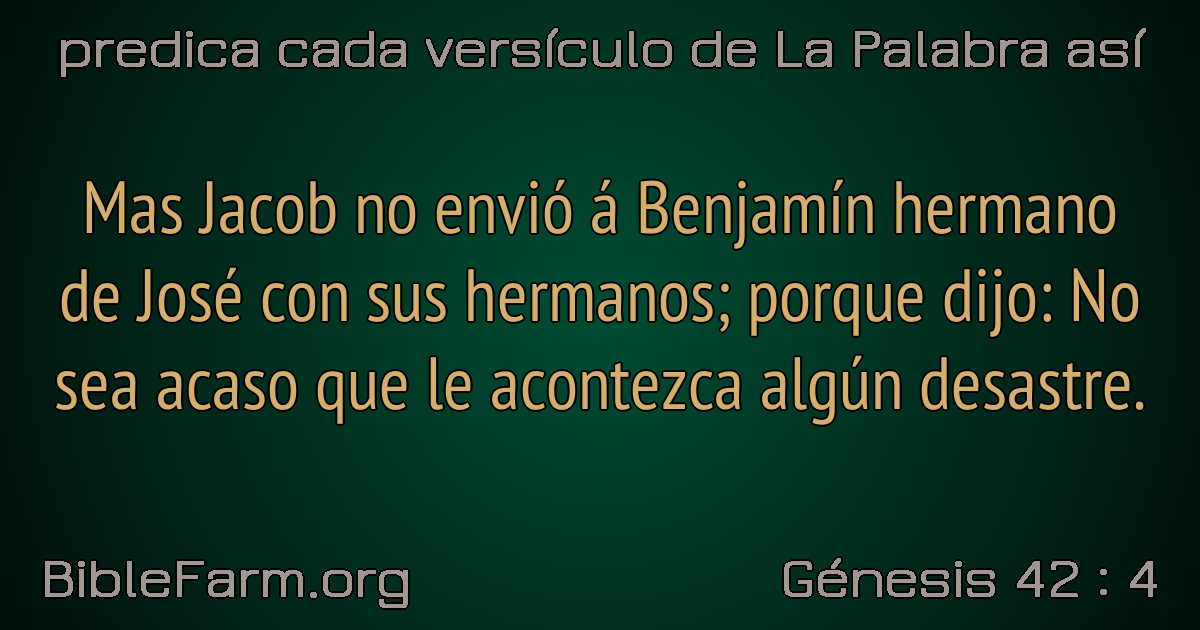 predica cada versículo de La Palabra así
Mas Jacob no envió á Benjamín hermano
de José con sus hermanos; porque dijo: No
sea acaso que le acontezca algún desastre.
BibleFarm.org
Génesis 42 : 4